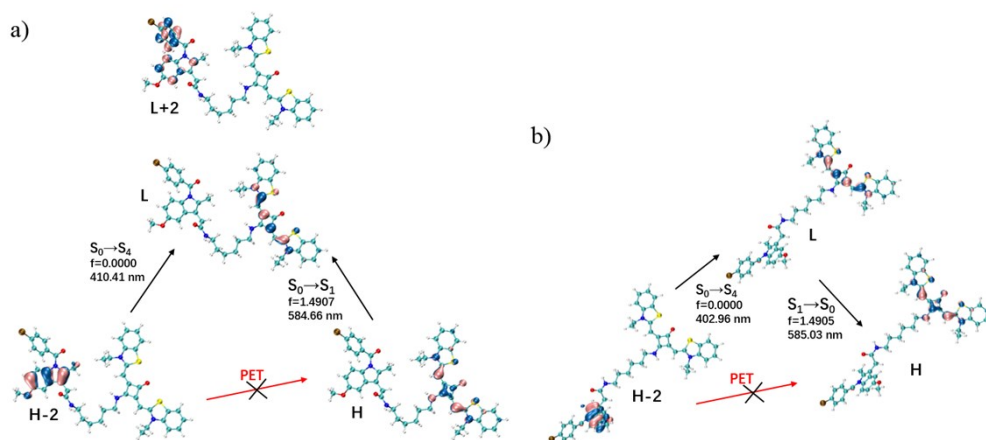 a)
L+2
L
S₀→S₄
f=0.0000
410.41 nm
S₀→S₁
f=1.4907
584.66 nm
H-2
PET
H
b)
L
S₀→S₄
f=0.0000
402.96 nm
S₁→S₀
f=1.4905
585.03 nm
H-2
PET
H